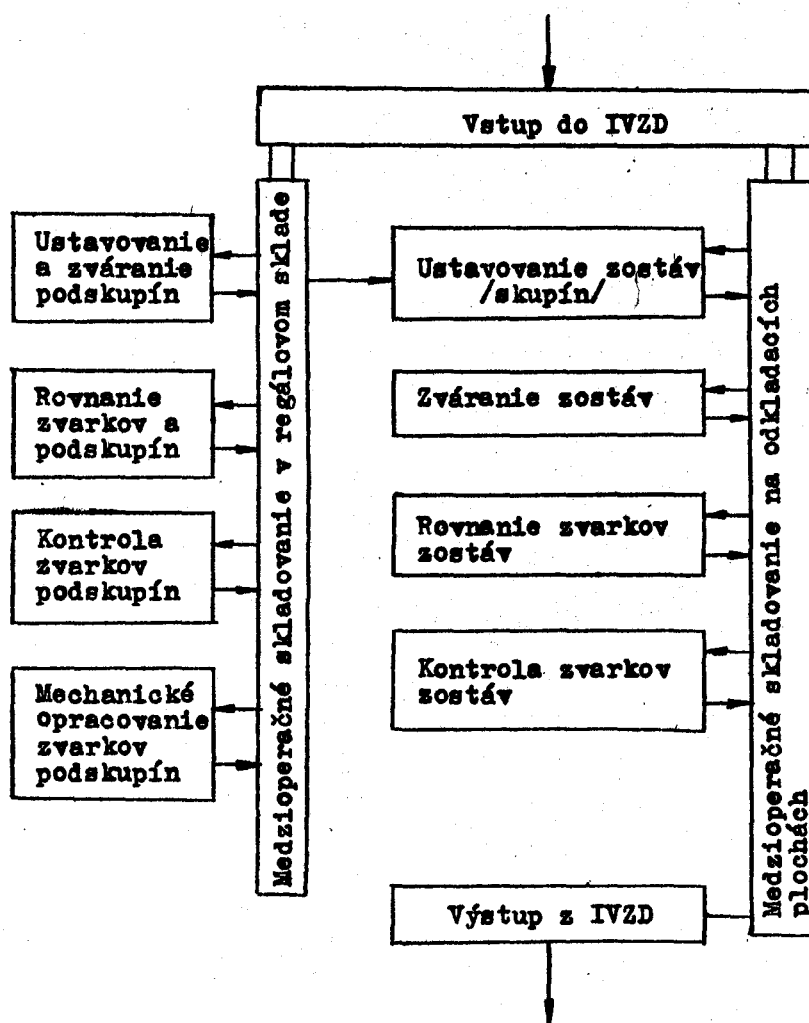 Vstup do IVZD
Medzioperačné skladovanie v regálovom sklade
Ustavovanie
a zváranie
podskupín
Rovnanie
zvarkov a
podskupín
Kontrola
zvarkov
podskupín
Mechanické
opracovanie
zvarkov
podskupín
Ustavovanie zostáv
/skupín/
Zváranie zostáv
Rovnanie zvarkov
zostáv
Kontrola zvarkov
zostáv
Výstup z IVZD
Medzioperačné skladovanie na odkladacích
plochách